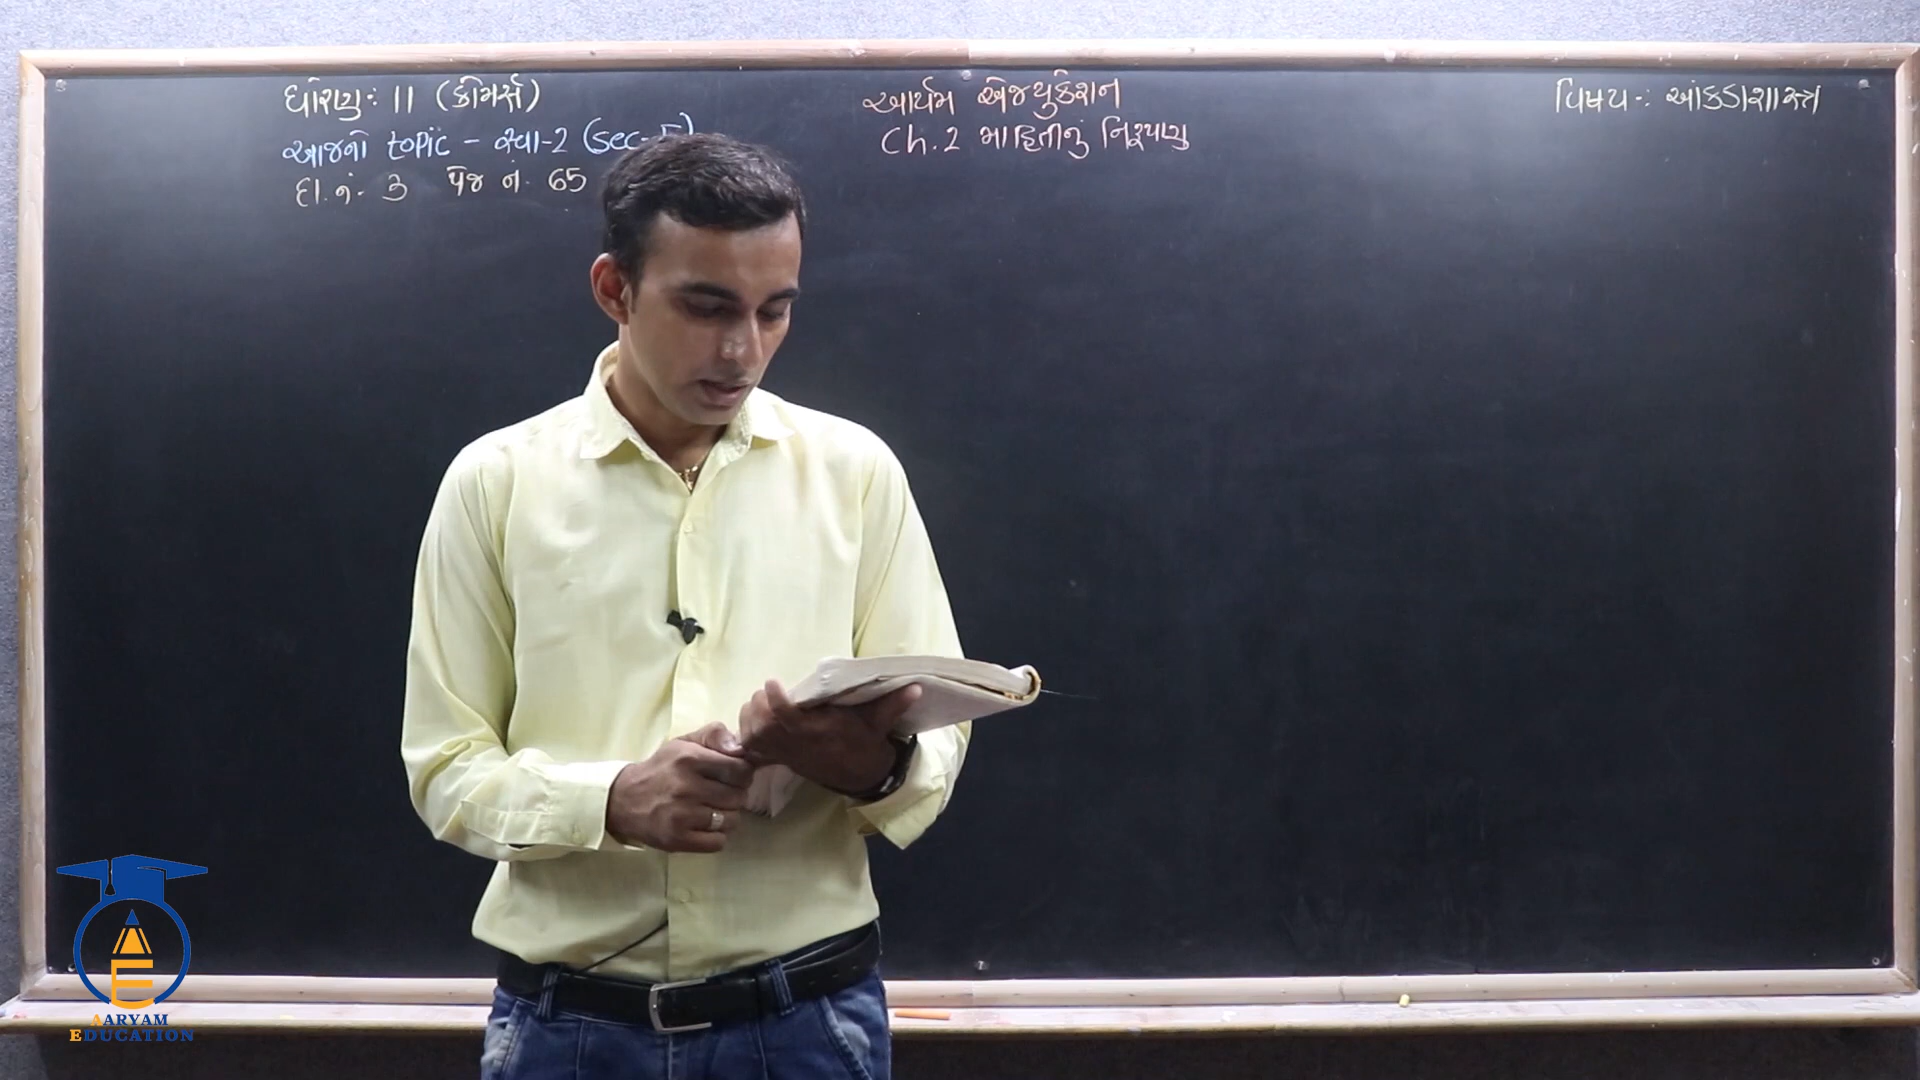 ધોરણ : 11 (કોમર્સ)
આજનો topic - સ્વા-2 (sec-F)
દા.નં. 3 પેજ નં. 65
આર્યમ એજ્યુકેશન
Ch.2 માહિતીનું નિરૂપણ
વિષય -: આંકડાશાસ્ત્ર
AARYAM
EDUCATION